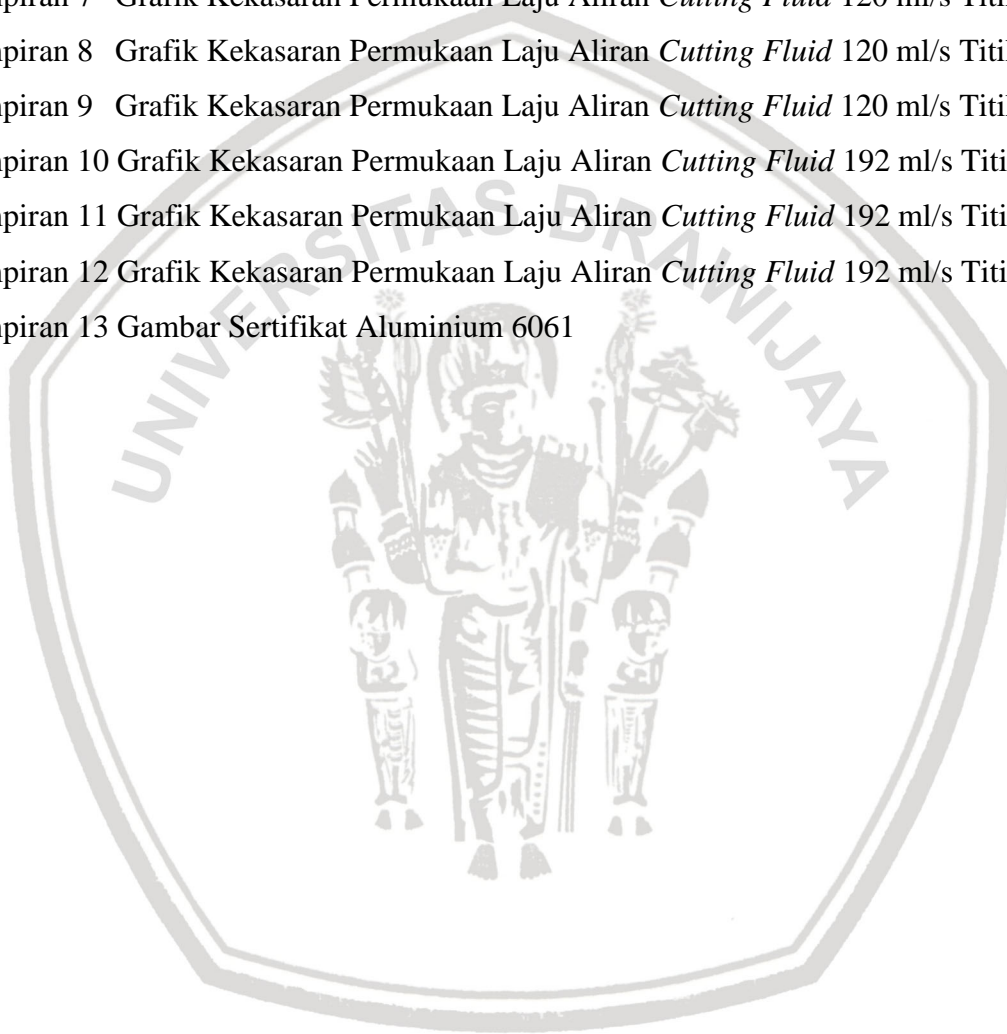 piran 7 Grafik Kekasaran Permukaan Laju Aliran Cutting Fluid 120 ml/s Titi
piran 8 Grafik Kekasaran Permukaan Laju Aliran Cutting Fluid 120 ml/s Titi
piran 9 Grafik Kekasaran Permukaan Laju Aliran Cutting Fluid 120 ml/s Titi
piran 10 Grafik Kekasaran Permukaan Laju Aliran Cutting Fluid 192 ml/s Titi
piran 11 Grafik Kekasaran Permukaan Laju Aliran Cutting Fluid 192 ml/s Titi
piran 12 Grafik Kekasaran Permukaan Laju Aliran Cutting Fluid 192 ml/s Titi
piran 13 Gambar Sertifikat Aluminium 6061
UNIVERSITAS BRAWIJAYA